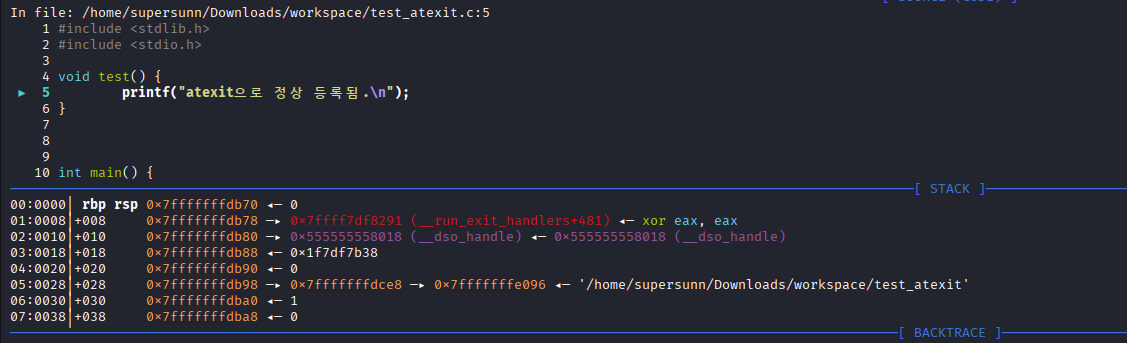 In file: /home/supersunn/Downloads/workspace/test_atexit.c:5
1 #include <stdlib.h>
2 #include <stdio.h>
3
4 void test() {
► 5 printf("atexit으로 정상 등록됨.\n");
6 }
7
8
9
10 int main() {
[ STACK ]
00:0000│ rbp rsp 0x7fffffffdb70 ◂— 0
01:0008│+008 0x7fffffffdb78 —▸ 0x7ffff7df8291 (__run_exit_handlers+481) ◂— xor eax, eax
02:0010│+010 0x7fffffffdb80 —▸ 0x555555558018 (__dso_handle) ◂— 0x555555558018 (__dso_handle)
03:0018│+018 0x7fffffffdb88 ◂— 0x1f7df7b38
04:0020│+020 0x7fffffffdb90 ◂— 0
05:0028│+028 0x7fffffffdb98 —▸ 0x7fffffffdce8 —▸ 0x7fffffffe096 ◂— '/home/supersunn/Downloads/workspace/test_atexit'
06:0030│+030 0x7fffffffdba0 ◂— 1
07:0038│+038 0x7fffffffdba8 ◂— 0
[ BACKTRACE ]